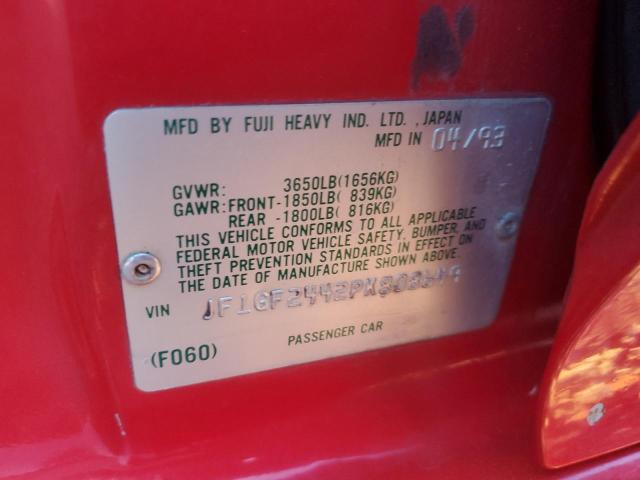 MFD BY FUJI HEAVY IND. LTD. , JAPAN
MFD IN 04/93
GVWR: 3650LB(1656KG)
GAWR:FRONT-1850LB( 839KG)
REAR -1800LB( 816KG)
THIS VEHICLE CONFORMS TO ALL APPLICABLE
FEDERAL MOTOR VEHICLE SAFETY, BUMPER, AND
THEFT PREVENTION STANDARDS IN EFFECT ON
THE DATE OF MANUFACTURE SHOWN ABOVE.
VIN
(F060) PASSENGER CAR